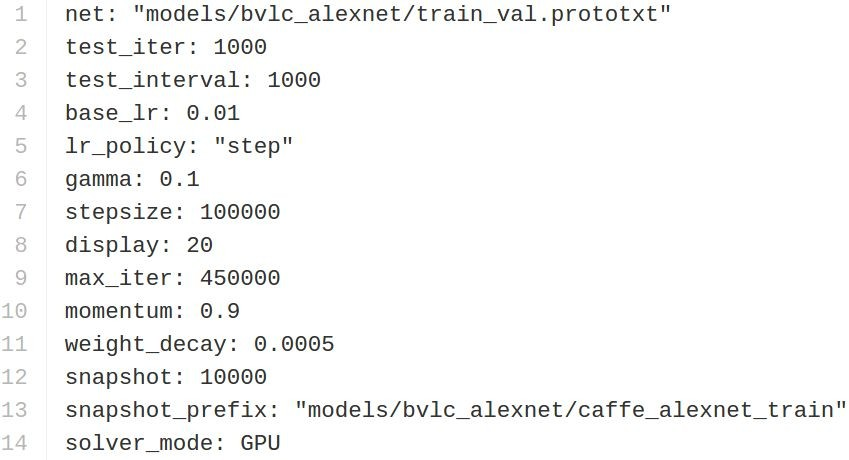 1 net: "models/bvlc_alexnet/train_val.prototxt"
2 test_iter: 1000
3 test_interval: 1000
4 base_lr: 0.01
5 lr_policy: "step"
6 gamma: 0.1
7 stepsize: 100000
8 display: 20
9 max_iter: 450000
10 momentum: 0.9
11 weight_decay: 0.0005
12 snapshot: 10000
13 snapshot_prefix: "models/bvlc_alexnet/caffe_alexnet_train"
14 solver_mode: GPU